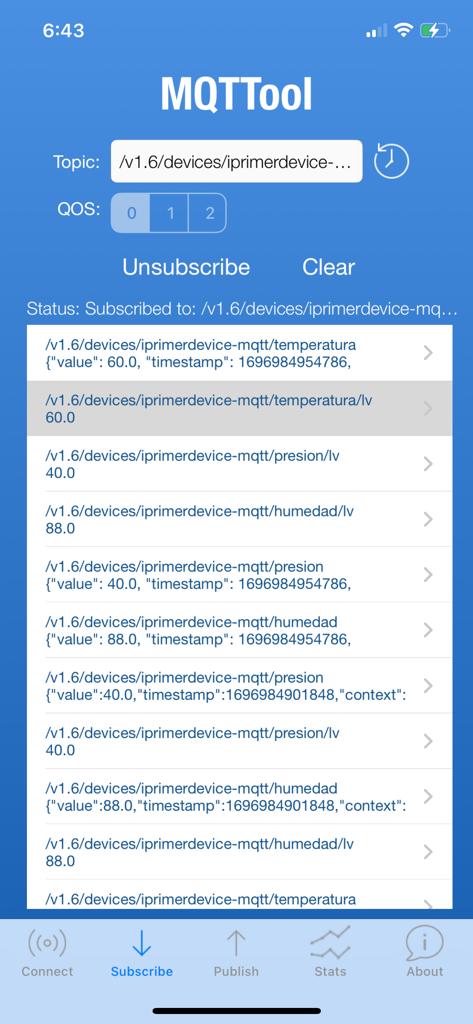 6:43
MQTTool
Topic: /v1.6/devices/iprimerdevice-...
QOS: 0 1 2
Unsubscribe Clear
Status: Subscribed to: /v1.6/devices/iprimerdevice-mq...
/v1.6/devices/iprimerdevice-mqtt/temperatura
{"value": 60.0, "timestamp": 1696984954786,
/v1.6/devices/iprimerdevice-mqtt/temperatura/lv
60.0
/v1.6/devices/iprimerdevice-mqtt/presion/lv
40.0
/v1.6/devices/iprimerdevice-mqtt/humedad/lv
88.0
/v1.6/devices/iprimerdevice-mqtt/presion
{"value": 40.0, "timestamp": 1696984954786,
/v1.6/devices/iprimerdevice-mqtt/humedad
{"value": 88.0, "timestamp": 1696984954786,
/v1.6/devices/iprimerdevice-mqtt/presion
{"value":40.0,"timestamp":1696984901848,"context":
/v1.6/devices/iprimerdevice-mqtt/presion/lv
40.0
/v1.6/devices/iprimerdevice-mqtt/humedad
{"value":88.0,"timestamp":1696984901848,"context":
/v1.6/devices/iprimerdevice-mqtt/humedad/lv
88.0
/v1.6/devices/iprimerdevice-mqtt/temperatura
Connect Subscribe Publish Stats About